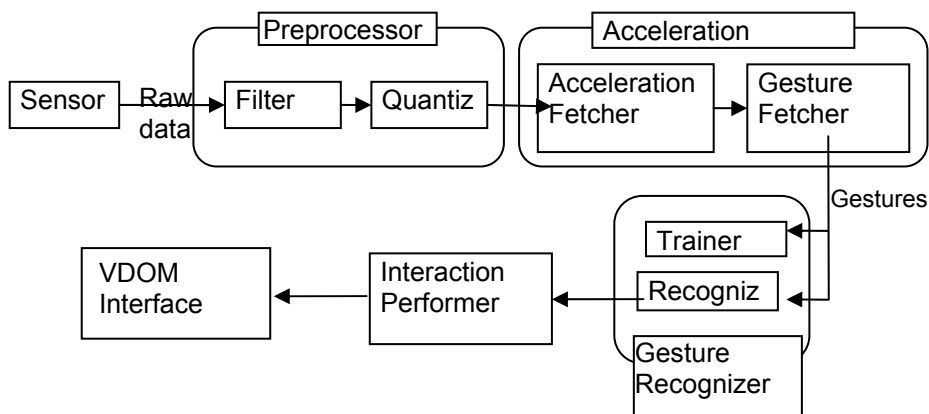 Preprocessor
Acceleration
Sensor
Raw
data
Filter
Quantiz
Acceleration
Fetcher
Gesture
Fetcher
Gestures
Trainer
Recogniz
Gesture
Recognizer
Interaction
Performer
VDOM
Interface